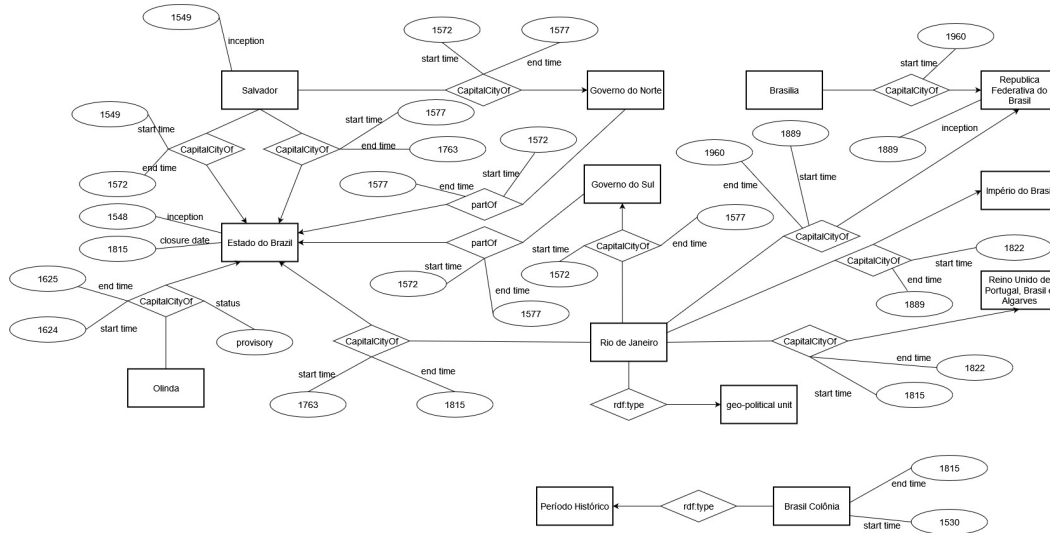 1549
inception
1572
1577
start time
end time
Salvador
CapitalCityOf
Governo do Norte
1960
start time
Brasilia
CapitalCityOf
Republica
Federativa do
Brasil
inception
1889
1549
start time
CapitalCityOf
end time
1572
1577
start time
CapitalCityOf
end time
1763
1572
start time
1577
end time
partOf
Governo do Sul
1889
start time
1960
end time
CapitalCityOf
Império do Brasil
1548
inception
1815
closure date
Estado do Brazil
partOf
start time
1572
end time
1577
1577
start time
CapitalCityOf
end time
1572
CapitalCityOf
1822
start time
end time
1889
Reino Unido de
Portugal, Brasil e
Algarves
1625
end time
CapitalCityOf
status
1624
start time
provisory
Olinda
CapitalCityOf
start time
end time
1763
1815
Rio de Janeiro
CapitalCityOf
end time
1822
start time
1815
rdf:type
geo-political unit
Período Histórico
rdf:type
Brasil Colônia
1815
end time
start time
1530